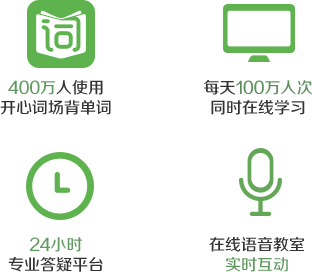 词
400万人使用
开心词场背单词
每天100万人次
同时在线学习
24小时
专业答疑平台
在线语音教室
实时互动